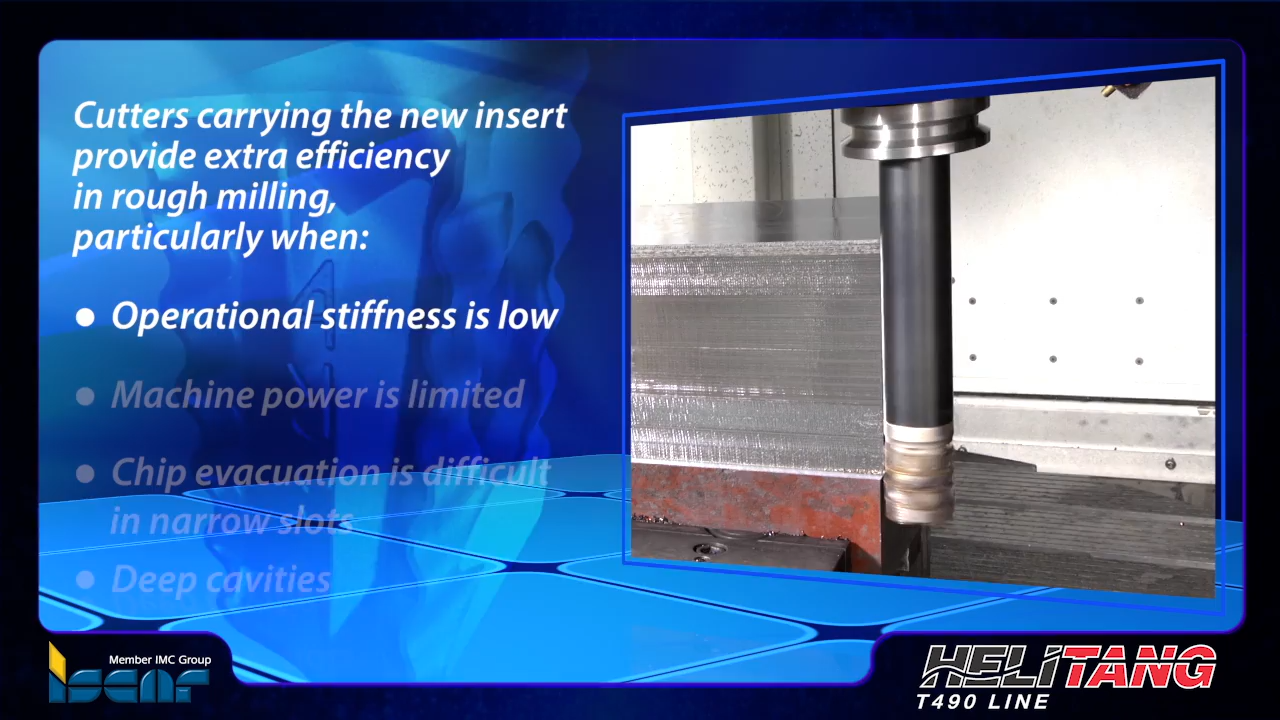 Cutters carrying the new insert
provide extra efficiency
in rough milling,
particularly when:
● Operational stiffness is low
● Machine power is limited
● Chip evacuation is difficult
in narrow slots
● Deep cavities
Member IMC Group
iscar
HELITANG
T490 LINE